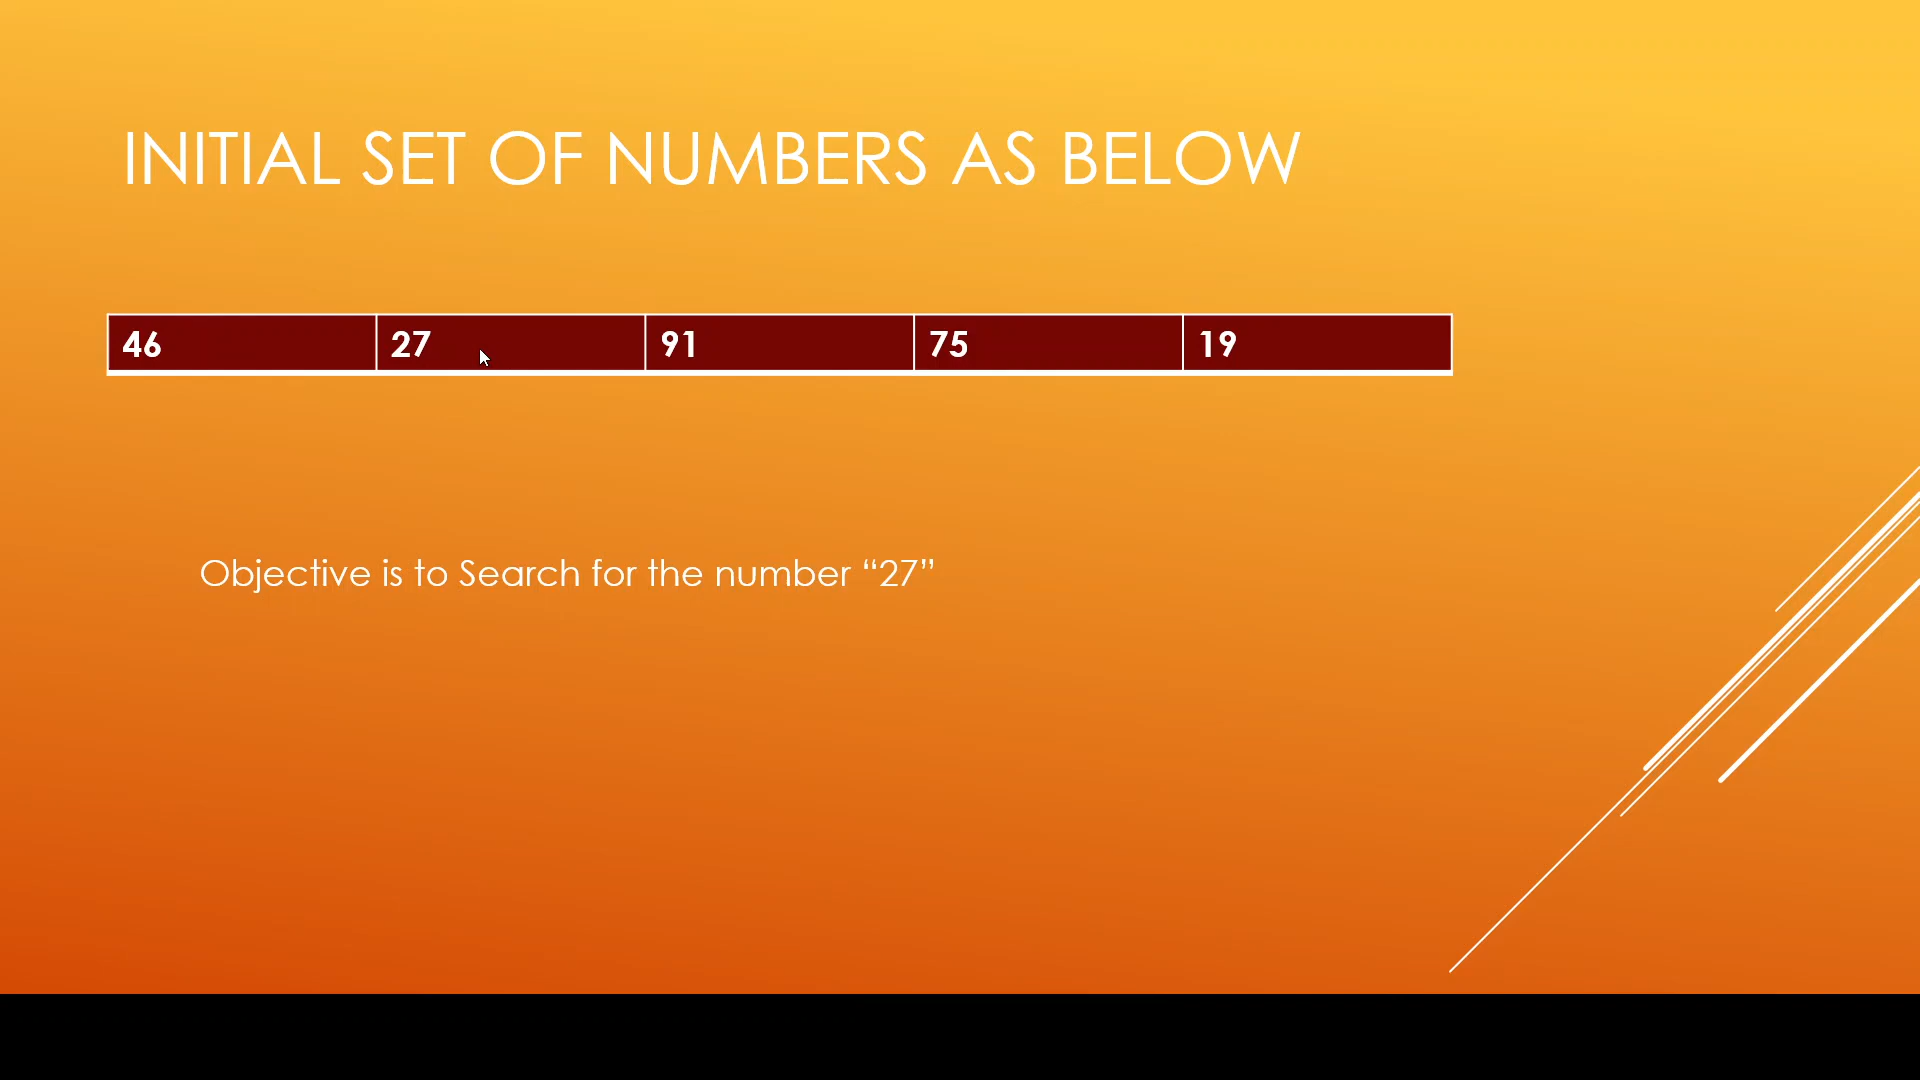 INITIAL SET OF NUMBERS AS BELOW
46 27 91 75 19
Objective is to Search for the number “27”